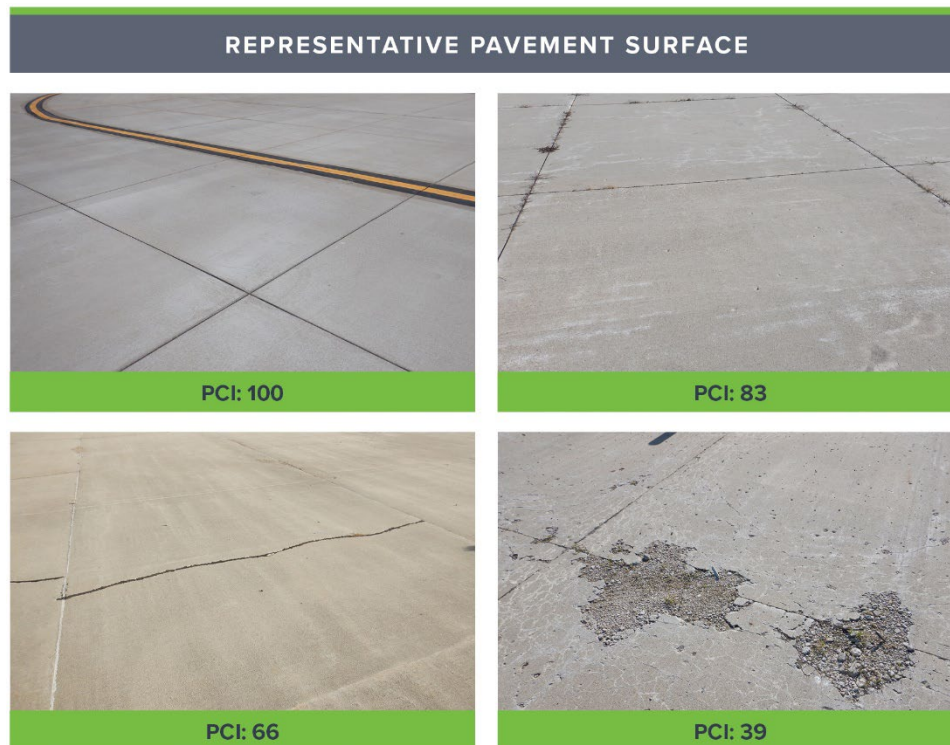 REPRESENTATIVE PAVEMENT SURFACE
PCI: 100
PCI: 83
PCI: 66
PCI: 39